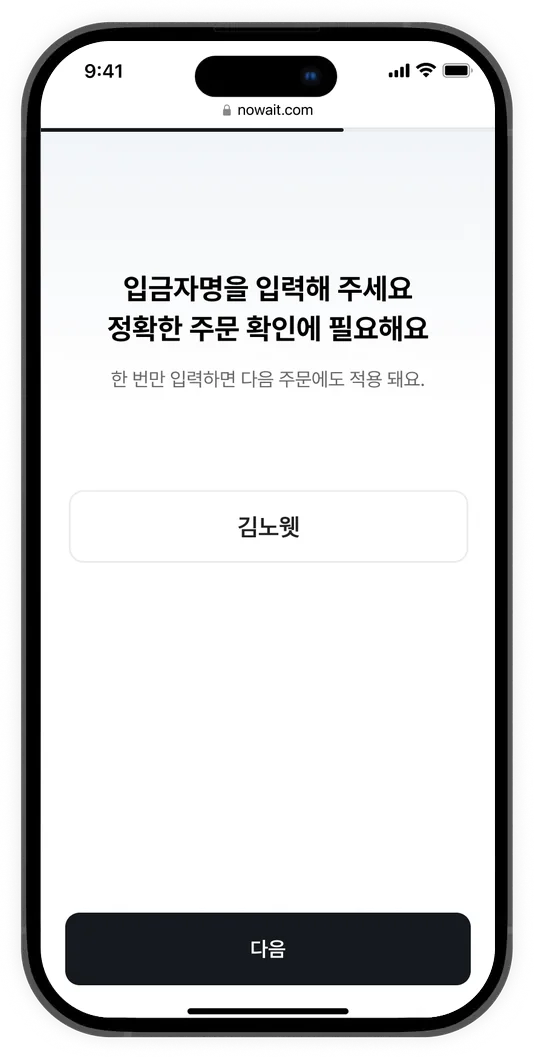 9:41
nowait.com
입금자명을 입력해 주세요
정확한 주문 확인에 필요해요
한 번만 입력하면 다음 주문에도 적용 돼요.
김노웻
다음